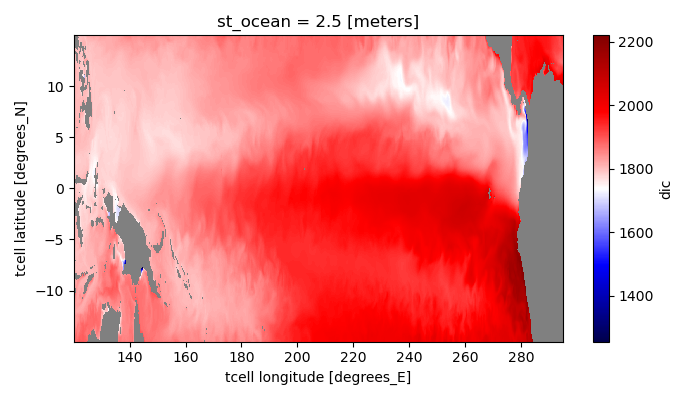 st_ocean = 2.5 [meters]
10
5
0
−5
−10
tcell latitude [degrees_N]
140 160 180 200 220 240 260 280
tcell longitude [degrees_E]
2200
2000
1800
1600
1400
dic